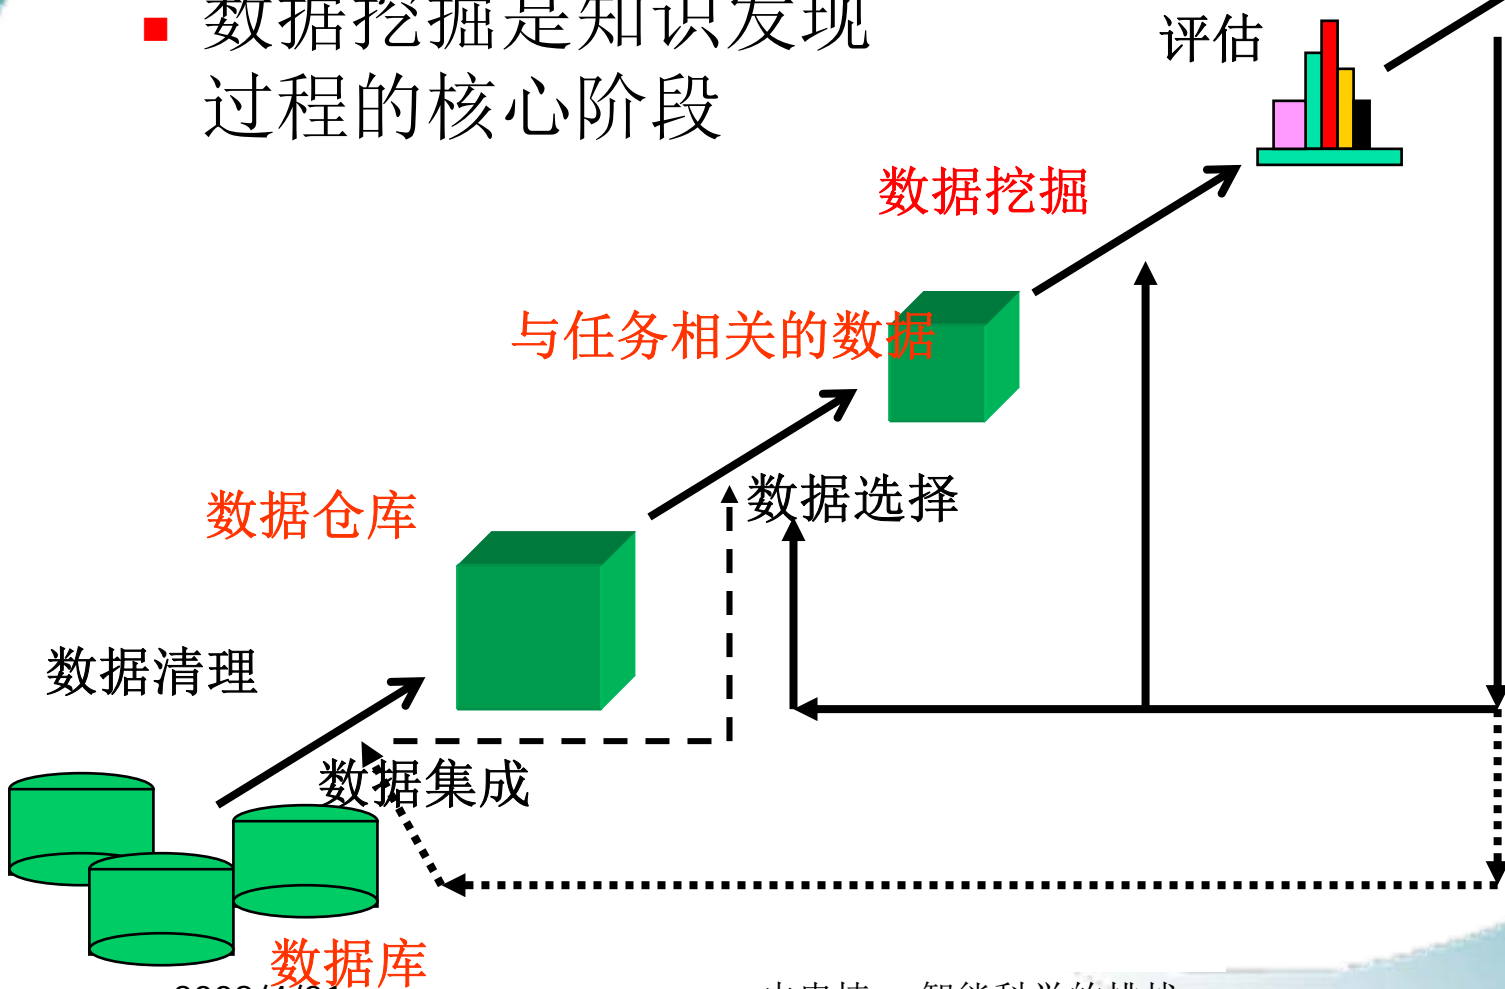 数据挖掘是知识发现
过程的核心阶段
评估
数据挖掘
与任务相关的数据
数据选择
数据仓库
数据清理
数据集成
数据库